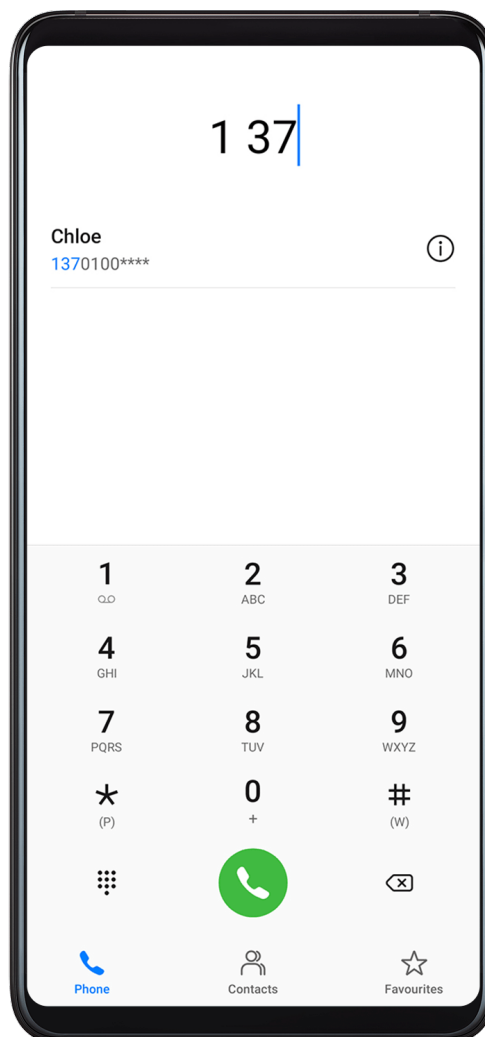 1 37
Chloe
1370100****
1 2 3
ABC DEF
4 5 6
GHI JKL MNO
7 8 9
PQRS TUV WXYZ
* 0 #
(P) + (W)
Phone Contacts Favourites